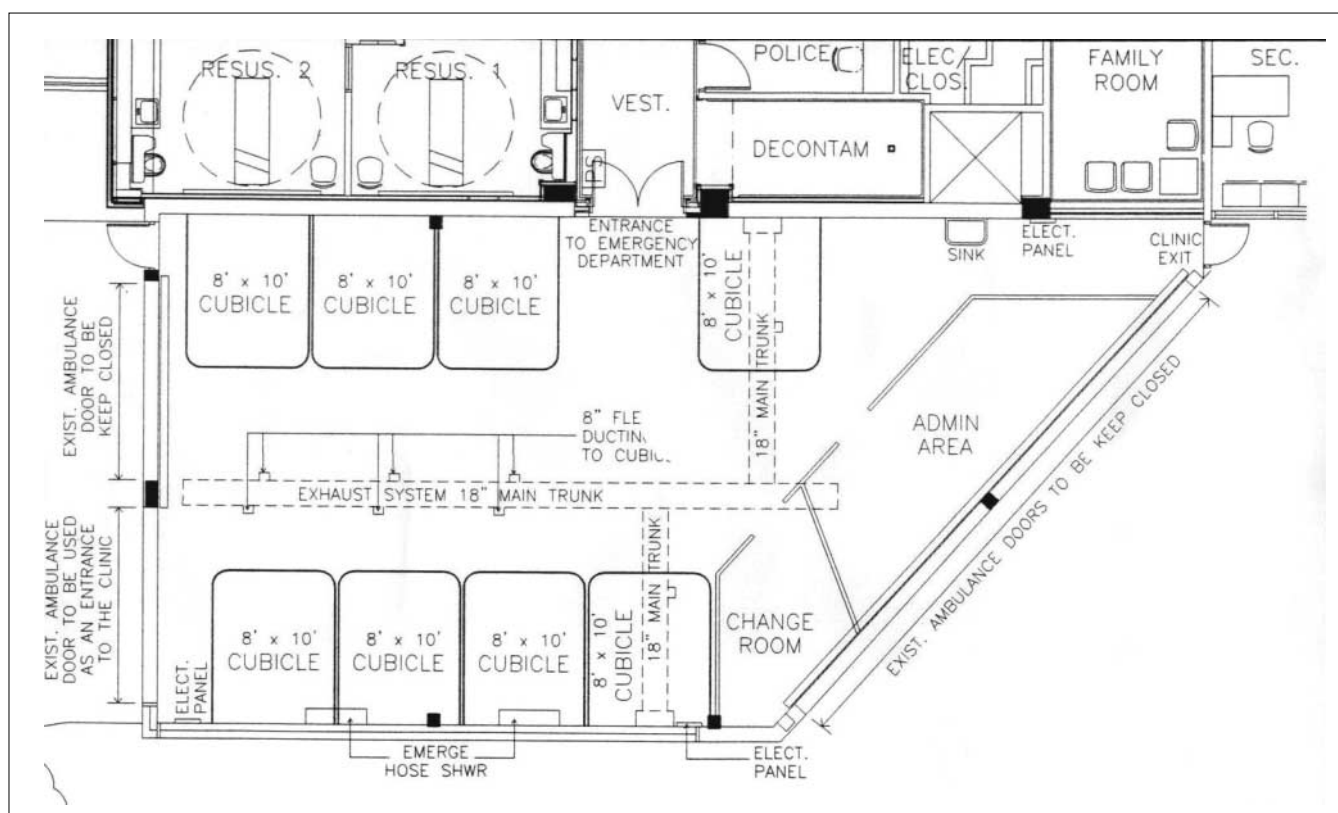 RESUS. 2
RESUS. 1
VEST.
PS
POLICE
ELEC/
CLOS.
FAMILY
ROOM
SEC.
DECONTAM
ENTRANCE
TO EMERGENCY
DEPARTMENT
SINK
ELECT.
PANEL
CLINIC
EXIT
8' x 10'
CUBICLE
8' x 10'
CUBICLE
8' x 10'
CUBICLE
8' x 10'
CUBICLE
18" MAIN TRUNK
EXIST. AMBULANCE
DOOR TO BE
KEEP CLOSED
8" FLE
DUCTIN
TO CUBIC
ADMIN
AREA
EXHAUST SYSTEM 18" MAIN TRUNK
EXIST. AMBULANCE DOORS TO BE KEEP CLOSED
EXIST. AMBULANCE
DOOR TO BE USED
AS AN ENTRANCE
TO THE CLINIC
ELECT.
PANEL
8' x 10'
CUBICLE
8' x 10'
CUBICLE
8' x 10'
CUBICLE
8' x 10'
CUBICLE
18" MAIN TRUNK
CHANGE
ROOM
EMERGE
HOSE SHWR
ELECT.
PANEL